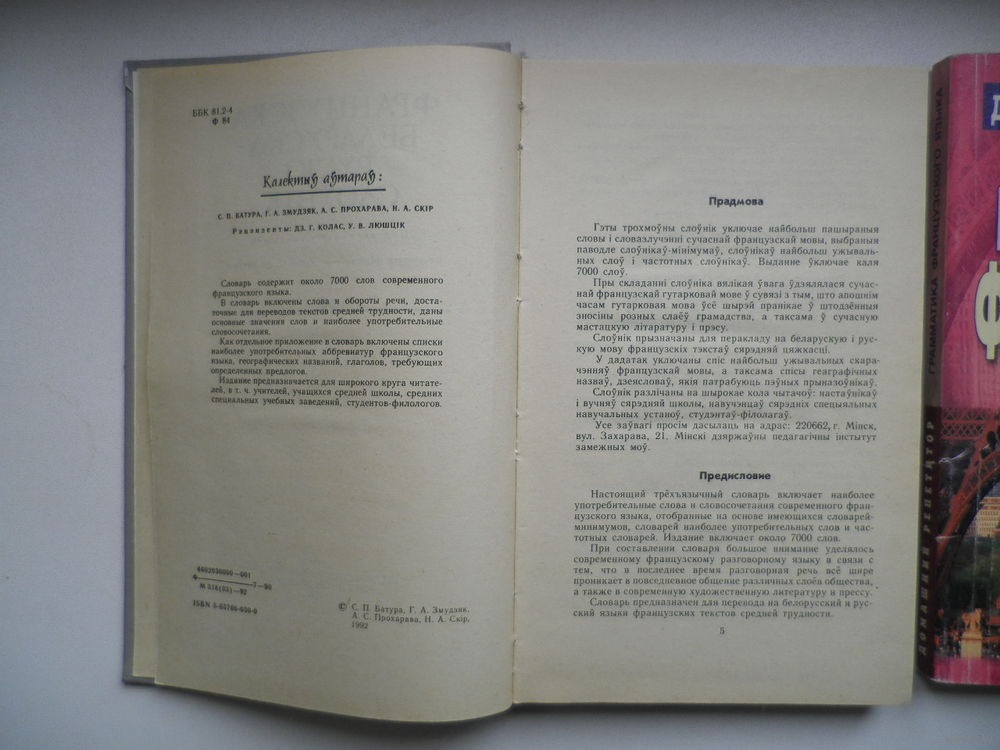 ББК 81.2-4
Ф 84
Калектыў аўтараў:
С. П. БАТУРА, Г. А. ЗМУДЗЯК, А. С. ПРОХАРАВА, Н. А. СКІР
Рэцэнзенты: ДЗ. Г. КОЛАС, У. В. ЛЮШЦІК
Словарь содержит около 7000 слов современного
французского языка.
В словарь включены слова и обороты речи, доста-
точные для переводов текстов средней трудности, даны
основные значения слов и наиболее употребительные
словосочетания.
Как отдельное приложение в словарь включены списки
наиболее употребительных аббревиатур французского
языка, географических названий, глаголов, требующих
определенных предлогов.
Издание предназначается для широкого круга читате-
лей, в т. ч. учителей, учащихся средней школы, средних
специальных учебных заведений, студентов-филологов.
Ф
7—90
ISBN
© С. П. Батура, Г. А. Змудзяк,
А. С. Прохарава, Н. А. Скір,
1992
Прадмова
Гэты трохмоўны слоўнік уключае найбольш пашыраныя
словы і словазлучэнні сучаснай французскай мовы, выбраныя
паводле слоўнікаў-мінімумаў, слоўнікаў найбольш ужываль-
ных слоў і частотных слоўнікаў. Выданне ўключае каля
7000 слоў.
Пры складанні слоўніка вялікая ўвага ўдзялялася сучас-
най французскай гутарковай мове ў сувязі з тым, што апошнім
часам гутарковая мова ўсё шырэй пранікае ў штодзённыя
зносіны розных слаёў грамадства, а таксама ў сучасную
мастацкую літаратуру і прэсу.
Слоўнік прызначаны для перакладу на беларускую і рус-
кую мову французскіх тэкстаў сярэдняй цяжкасці.
У дадатак уключаны спіс найбольш ужывальных скара-
чэнняў французскай мовы, а таксама спісы геаграфічных
назваў, дзеясловаў, якія патрабуюць пэўных прыназоўнікаў.
Слоўнік разлічаны на шырокае кола чытачоў: настаўнікаў
і вучняў сярэдняй школы, навучэнцаў сярэдніх спецыяльных
навучальных устаноў, студэнтаў-філолагаў.
Усе заўвагі просім дасылаць на адрас: 220662, г. Мінск,
вул. Захарава, 21. Мінскі дзяржаўны педагагічны інстытут
замежных моў.
Предисловие
Настоящий трёхъязычный словарь включает наиболее
употребительные слова и словосочетания современного фран-
цузского языка, отобранные на основе имеющихся словарей-
минимумов, словарей наиболее употребительных слов и час-
тотных словарей. Издание включает около 7000 слов.
При составлении словаря большое внимание уделялось
современному французскому разговорному языку в связи с
тем, что в последнее время разговорная речь всё шире
проникает в повседневное общение различных слоёв общества,
а также в современную художественную литературу и прессу.
Словарь предназначен для перевода на белорусский и рус-
ский языки французских текстов средней трудности.
5
ГРАММАТИКА ФРАНЦУЗСКОГО ЯЗЫКА
ДОМАШНИЙ РЕПЕТИТОР
Д
Ф